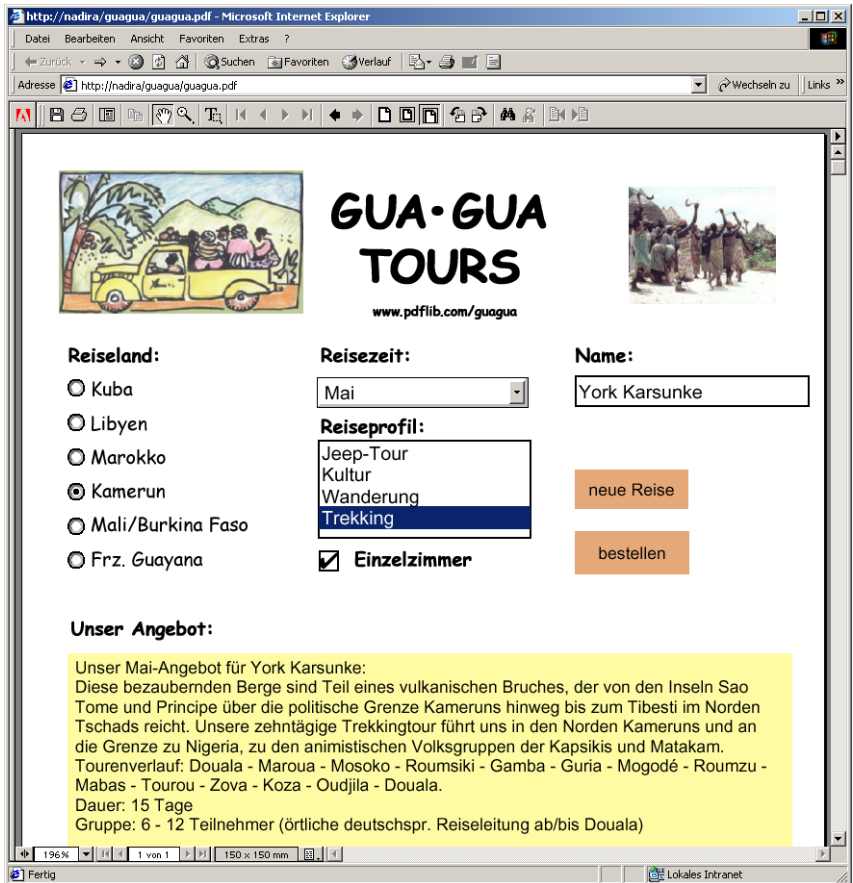 http://nadira/guagua/guagua.pdf - Microsoft Internet Explorer
Datei Bearbeiten Ansicht Favoriten Extras ?
Zurück Suchen Favoriten Verlauf
Adresse http://nadira/guagua/guagua.pdf Wechseln zu Links »
GUA•GUA
TOURS
www.pdflib.com/guagua
Reiseland:
Kuba
Libyen
Marokko
Kamerun
Mali/Burkina Faso
Frz. Guayana
Reisezeit:
Mai
Reiseprofil:
Jeep-Tour
Kultur
Wanderung
Trekking
Einzelzimmer
Name:
York Karsunke
neue Reise
bestellen
Unser Angebot:
Unser Mai-Angebot für York Karsunke:
Diese bezaubernden Berge sind Teil eines vulkanischen Bruches, der von den Inseln Sao
Tome und Principe über die politische Grenze Kameruns hinweg bis zum Tibesti im Norden
Tschads reicht. Unsere zehntägige Trekkingtour führt uns in den Norden Kameruns und an
die Grenze zu Nigeria, zu den animistischen Volksgruppen der Kapsikis und Matakam.
Tourenverlauf: Douala - Maroua - Mosoko - Roumsiki - Gamba - Guria - Mogodé - Roumzu -
Mabas - Tourou - Zova - Koza - Oudjila - Douala.
Dauer: 15 Tage
Gruppe: 6 - 12 Teilnehmer (örtliche deutschspr. Reiseleitung ab/bis Douala)
196% 1 von 1 150 x 150 mm
Fertig Lokales Intranet